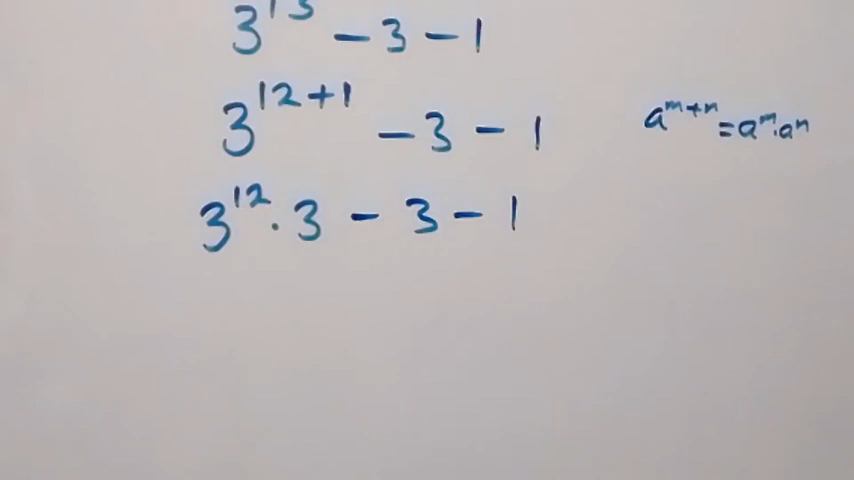 3^13 - 3 - 1
3^12+1 - 3 - 1
a^m+n = a^m · a^n
3^12 · 3 - 3 - 1